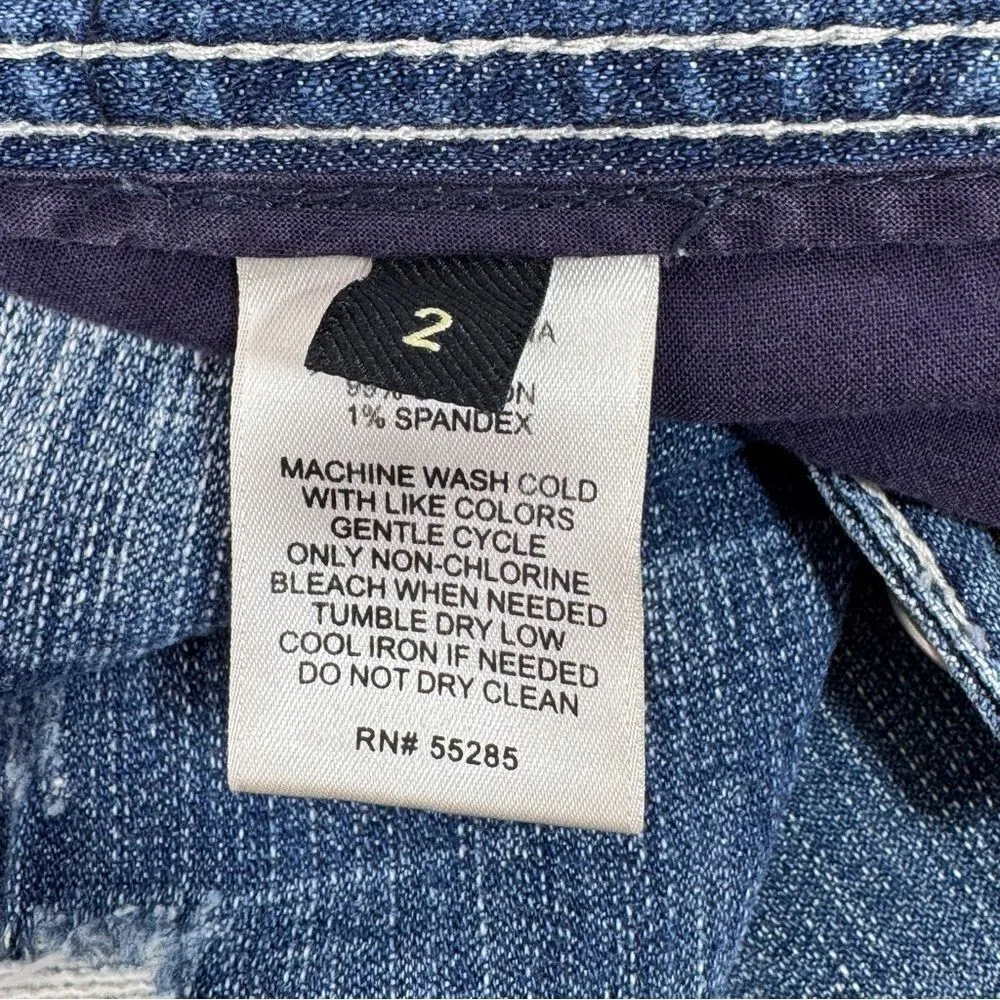 2
1% SPANDEX
MACHINE WASH COLD
WITH LIKE COLORS
GENTLE CYCLE
ONLY NON-CHLORINE
BLEACH WHEN NEEDED
TUMBLE DRY LOW
COOL IRON IF NEEDED
DO NOT DRY CLEAN
RN# 55285